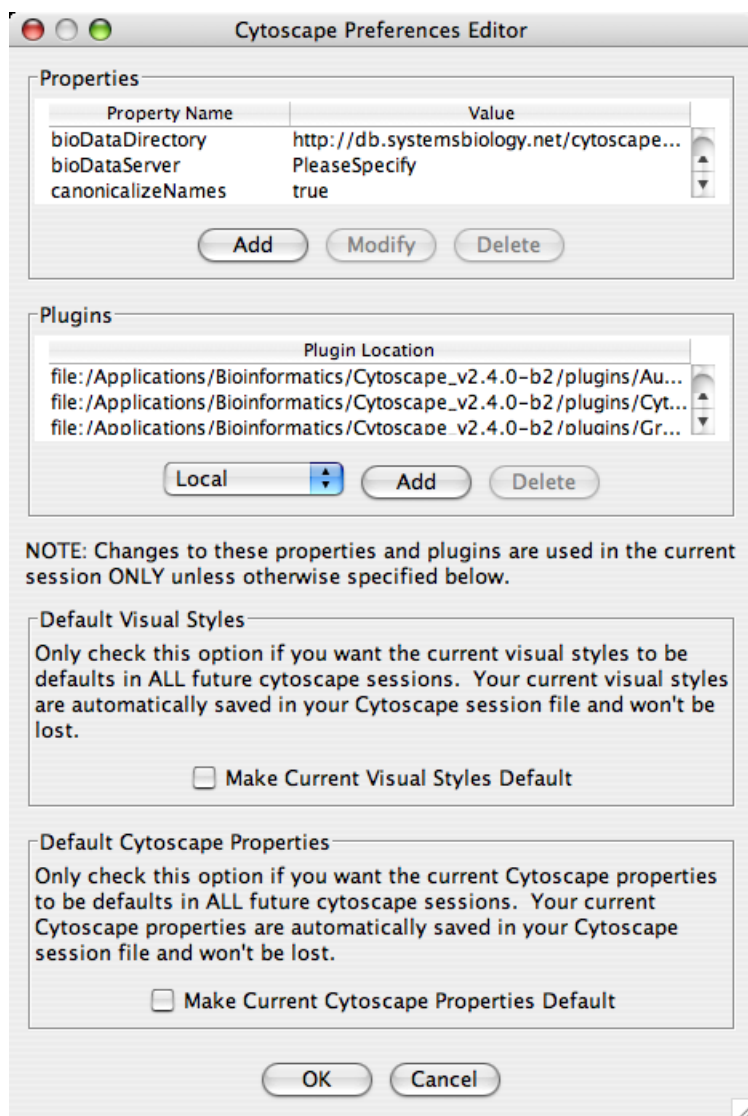 Cytoscape Preferences Editor
Properties
Property Name Value
bioDataDirectory http://db.systemsbiology.net/cytoscape...
bioDataServer PleaseSpecify
canonicalizeNames true
Add Modify Delete
Plugins
Plugin Location
file:/Applications/Bioinformatics/Cytoscape_v2.4.0-b2/plugins/Au...
file:/Applications/Bioinformatics/Cytoscape_v2.4.0-b2/plugins/Cyt...
file:/Applications/Bioinformatics/Cytoscape_v2.4.0-b2/plugins/Gr...
Local Add Delete
NOTE: Changes to these properties and plugins are used in the current
session ONLY unless otherwise specified below.
Default Visual Styles
Only check this option if you want the current visual styles to be
defaults in ALL future cytoscape sessions. Your current visual styles
are automatically saved in your Cytoscape session file and won't be
lost.
Make Current Visual Styles Default
Default Cytoscape Properties
Only check this option if you want the current Cytoscape properties
to be defaults in ALL future cytoscape sessions. Your current
Cytoscape properties are automatically saved in your Cytoscape
session file and won't be lost.
Make Current Cytoscape Properties Default
OK Cancel